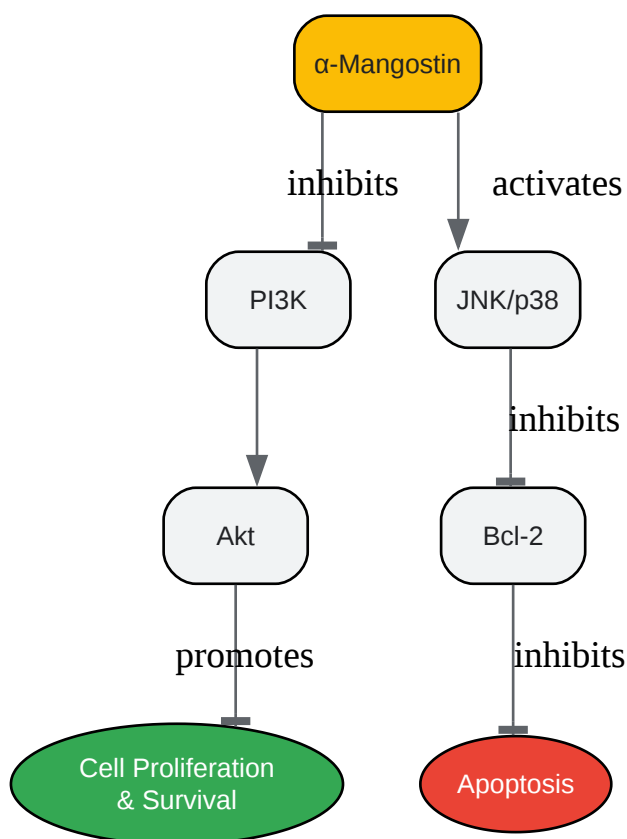 α-Mangostin
inhibits
activates
PI3K
JNK/p38
inhibits
Akt
Bcl-2
promotes
inhibits
Cell Proliferation
& Survival
Apoptosis